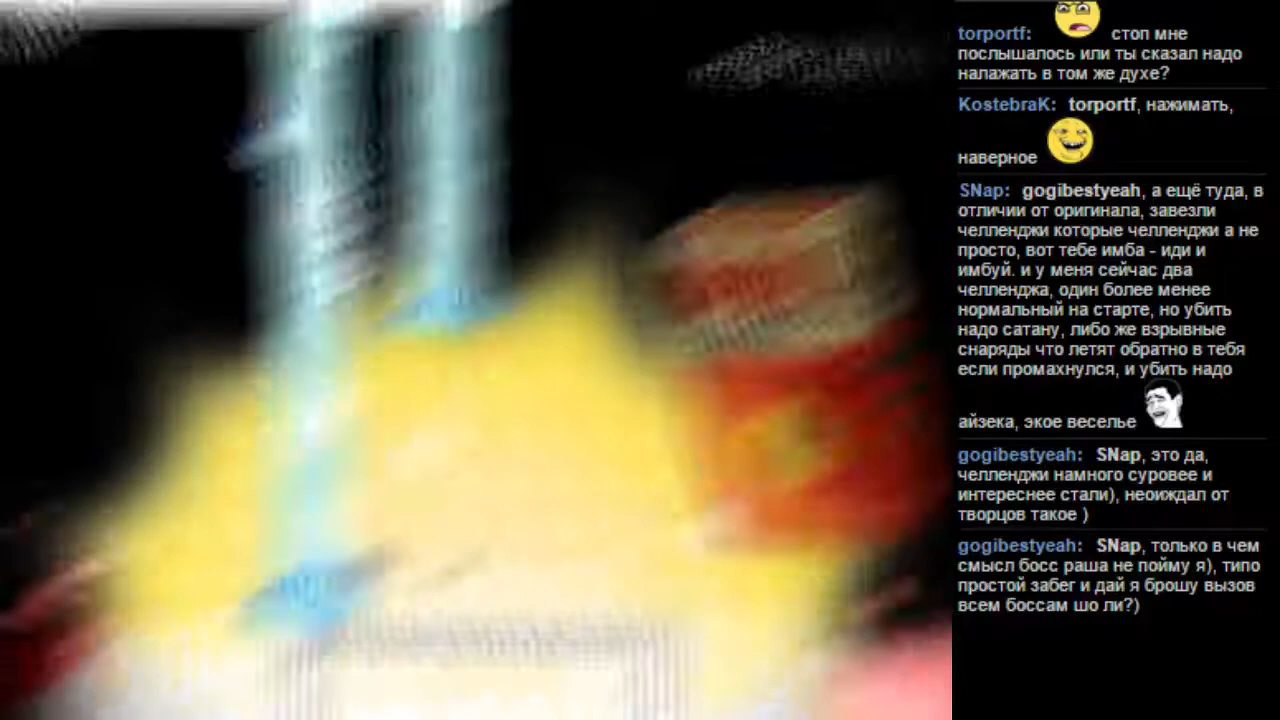 torportf: стоп мне
послышалось или ты сказал надо
налажать в том же духе?
KostebraK: torportf, нажимать,
наверное
SNap: gogibestyeah, а ещё туда, в
отличии от оригинала, завезли
челленджи которые челленджи а не
просто, вот тебе имба - иди и
имбуй. и у меня сейчас два
челленджа, один более менее
нормальный на старте, но убить
надо сатану, либо же взрывные
снаряды что летят обратно в тебя
если промахнулся, и убить надо
айзека, экое веселье
gogibestyeah: SNap, это да,
челленджи намного суровее и
интереснее стали), неоиждал от
творцов такое )
gogibestyeah: SNap, только в чем
смысл босс раша не пойму я), типо
простой забег и дай я брошу вызов
всем боссам шо ли?)